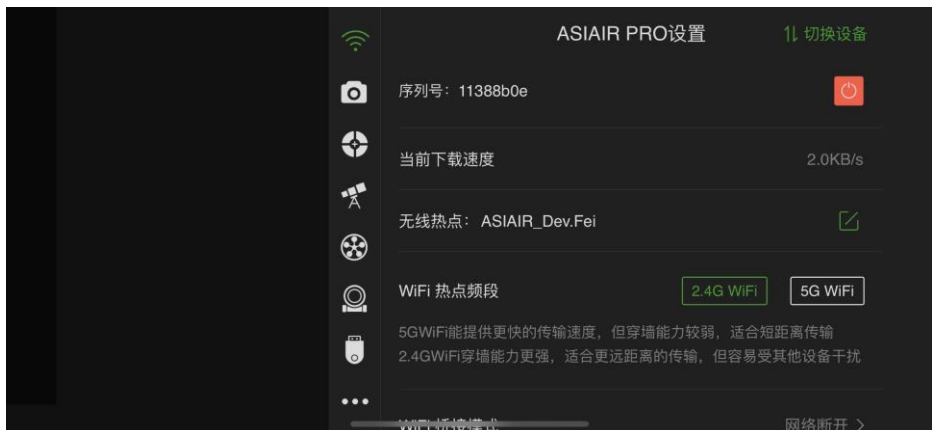 ASIAIR PRO设置
切换设备
序列号：11388b0e
当前下载速度
2.0KB/s
无线热点：ASIAIR_Dev.Fei
WiFi 热点频段
2.4G WiFi
5G WiFi
5GWiFi能提供更快的传输速度，但穿墙能力较弱，适合短距离传输
2.4GWiFi穿墙能力更强，适合更远距离的传输，但容易受其他设备干扰
WiFi 桥接模式
网络断开